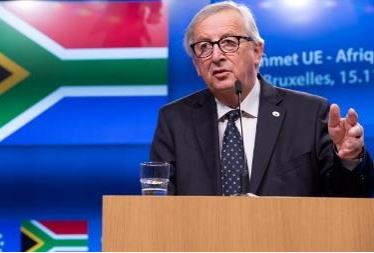 mmet UE - Afriq
Bruxelles, 15.1